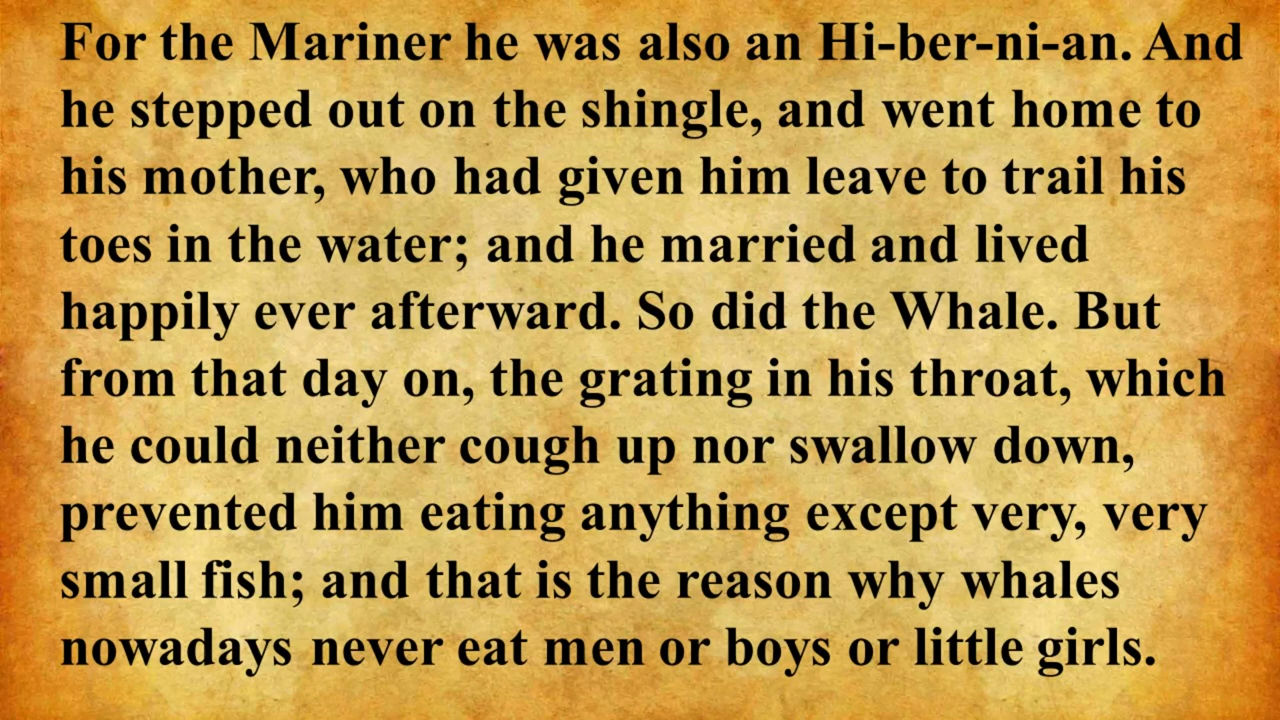 For the Mariner he was also an Hi-ber-ni-an. And
he stepped out on the shingle, and went home to
his mother, who had given him leave to trail his
toes in the water; and he married and lived
happily ever afterward. So did the Whale. But
from that day on, the grating in his throat, which
he could neither cough up nor swallow down,
prevented him eating anything except very, very
small fish; and that is the reason why whales
nowadays never eat men or boys or little girls.